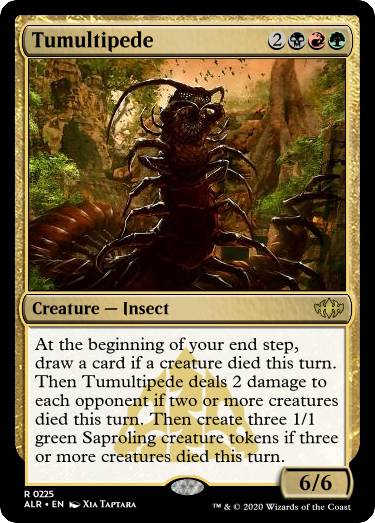 Tumultipede 2
Creature — Insect
At the beginning of your end step,
draw a card if a creature died this turn.
Then Tumultipede deals 2 damage to
each opponent if two or more creatures
died this turn. Then create three 1/1
green Saproling creature tokens if three
or more creatures died this turn.
6/6
R 0225
ALR • EN Xia Taptara ™ & © 2020 Wizards of the Coast